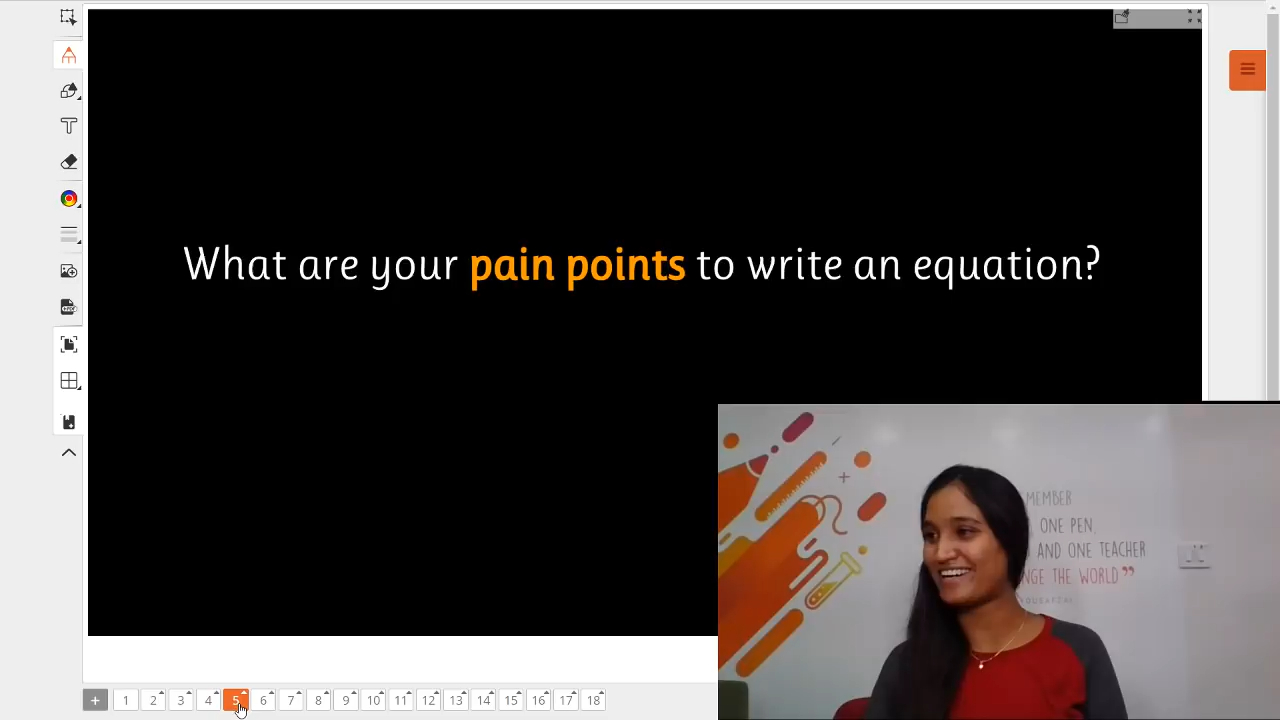 What are your pain points to write an equation?
MEMBER
ONE PEN,
AND ONE TEACHER
NGE THE WORLD”
+ 1 2 3 4 5 6 7 8 9 10 11 12 13 14 15 16 17 18